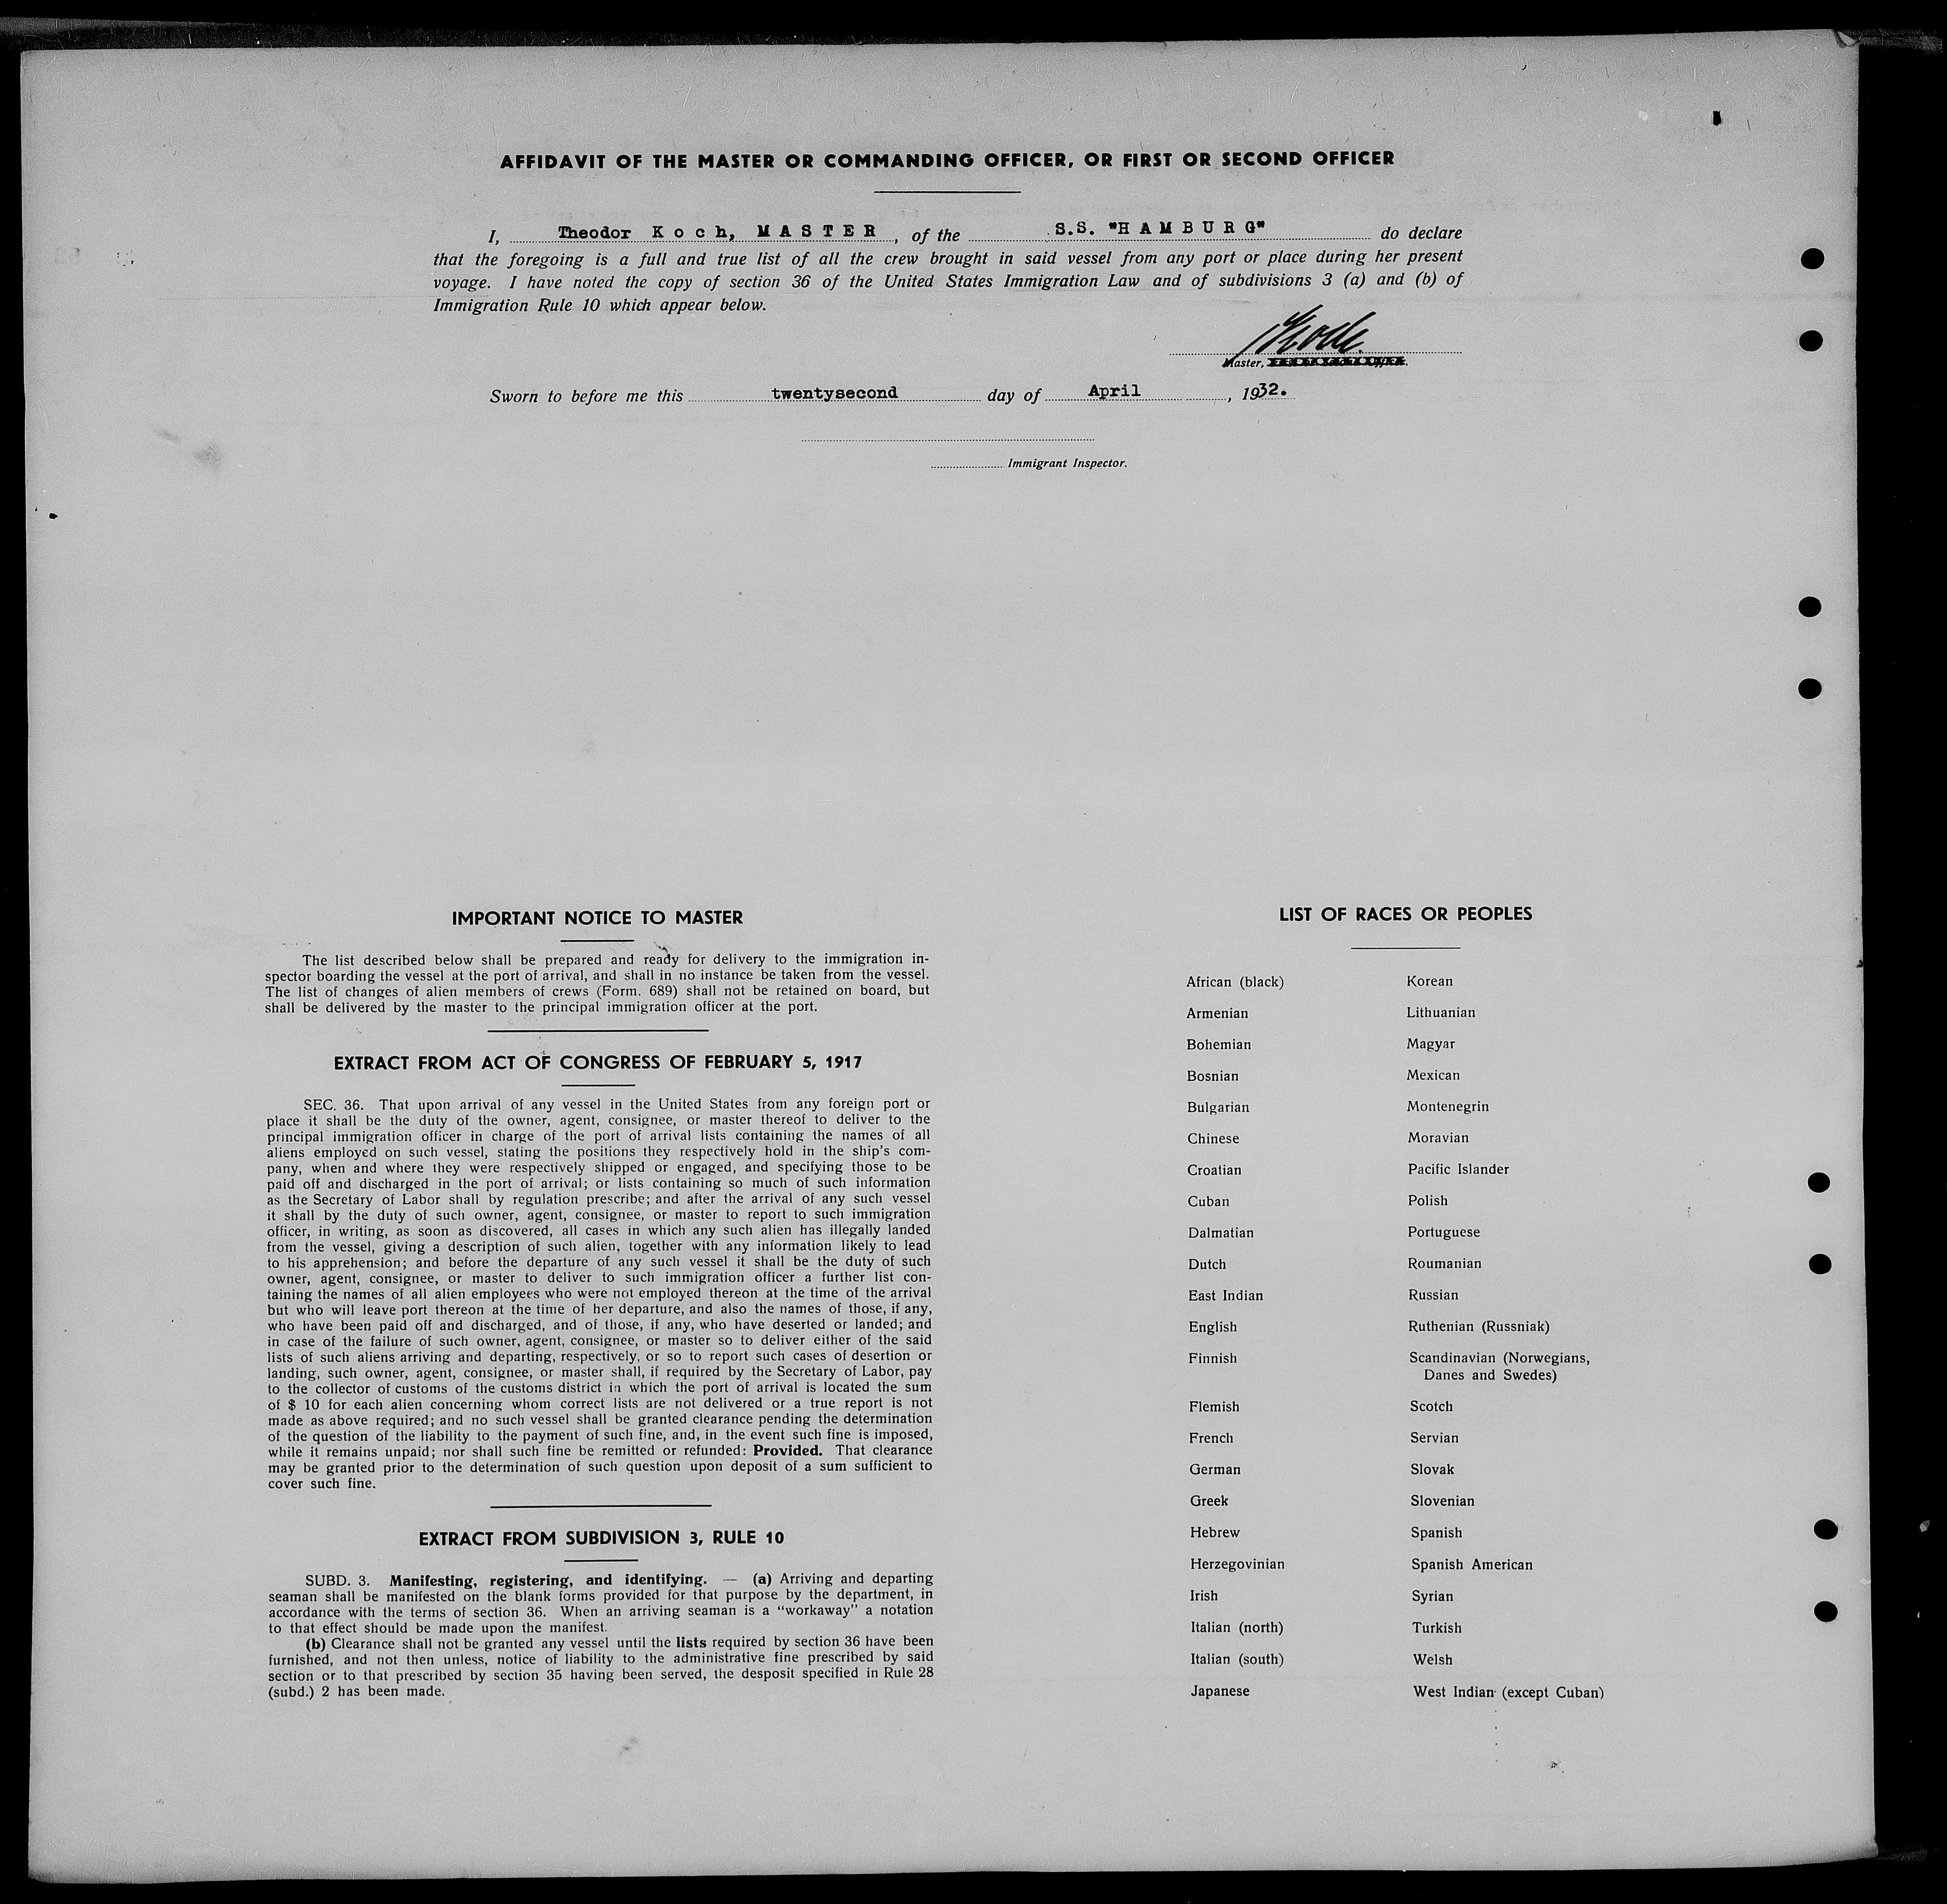 AFFIDAVIT OF THE MASTER OR COMMANDING OFFICER, OR FIRST OR SECOND OFFICER
I, Theodor K o c h, M A S T E R, of the S.S. "H A M B U R G" do declare
that the foregoing is a full and true list of all the crew brought in said vessel from any port or place during her present
voyage. I have noted the copy of section 36 of the United States Immigration Law and of subdivisions 3 (a) and (b) of
Immigration Rule 10 which appear below.
Koch.
Master,
Sworn to before me this twentysecond day of April, 1932.
Immigrant Inspector.
IMPORTANT NOTICE TO MASTER
The list described below shall be prepared and ready for delivery to the immigration in-
spector boarding the vessel at the port of arrival, and shall in no instance be taken from the vessel.
The list of changes of alien members of crews (Form. 689) shall not be retained on board, but
shall be delivered by the master to the principal immigration officer at the port.
EXTRACT FROM ACT OF CONGRESS OF FEBRUARY 5, 1917
SEC. 36. That upon arrival of any vessel in the United States from any foreign port or
place it shall be the duty of the owner, agent, consignee, or master thereof to deliver to the
principal immigration officer in charge of the port of arrival lists containing the names of all
aliens employed on such vessel, stating the positions they respectively hold in the ship's com-
pany, when and where they were respectively shipped or engaged, and specifying those to be
paid off and discharged in the port of arrival; or lists containing so much of such information
as the Secretary of Labor shall by regulation prescribe; and after the arrival of any such vessel
it shall by the duty of such owner, agent, consignee, or master to report to such immigration
officer, in writing, as soon as discovered, all cases in which any such alien has illegally landed
from the vessel, giving a description of such alien, together with any information likely to lead
to his apprehension; and before the departure of any such vessel it shall be the duty of such
owner, agent, consignee, or master to deliver to such immigration officer a further list con-
taining the names of all alien employees who were not employed thereon at the time of the arrival
but who will leave port thereon at the time of her departure, and also the names of those, if any,
who have been paid off and discharged, and of those, if any, who have deserted or landed; and
in case of the failure of such owner, agent, consignee, or master so to deliver either of the said
lists of such aliens arriving and departing, respectively, or so to report such cases of desertion or
landing, such owner, agent, consignee, or master shall, if required by the Secretary of Labor, pay
to the collector of customs of the customs district in which the port of arrival is located the sum
of $ 10 for each alien concerning whom correct lists are not delivered or a true report is not
made as above required; and no such vessel shall be granted clearance pending the determination
of the question of the liability to the payment of such fine, and, in the event such fine is imposed,
while it remains unpaid; nor shall such fine be remitted or refunded: Provided. That clearance
may be granted prior to the determination of such question upon deposit of a sum sufficient to
cover such fine.
EXTRACT FROM SUBDIVISION 3, RULE 10
SUBD. 3. Manifesting, registering, and identifying. — (a) Arriving and departing
seaman shall be manifested on the blank forms provided for that purpose by the department, in
accordance with the terms of section 36. When an arriving seaman is a "workaway" a notation
to that effect should be made upon the manifest.
(b) Clearance shall not be granted any vessel until the lists required by section 36 have been
furnished, and not then unless, notice of liability to the administrative fine prescribed by said
section or to that prescribed by section 35 having been served, the desposit specified in Rule 28
(subd.) 2 has been made.
LIST OF RACES OR PEOPLES
African (black) Korean
Armenian Lithuanian
Bohemian Magyar
Bosnian Mexican
Bulgarian Montenegrin
Chinese Moravian
Croatian Pacific Islander
Cuban Polish
Dalmatian Portuguese
Dutch Roumanian
East Indian Russian
English Ruthenian (Russniak)
Finnish Scandinavian (Norwegians,
Danes and Swedes)
Flemish Scotch
French Servian
German Slovak
Greek Slovenian
Hebrew Spanish
Herzegovinian Spanish American
Irish Syrian
Italian (north) Turkish
Italian (south) Welsh
Japanese West Indian (except Cuban)